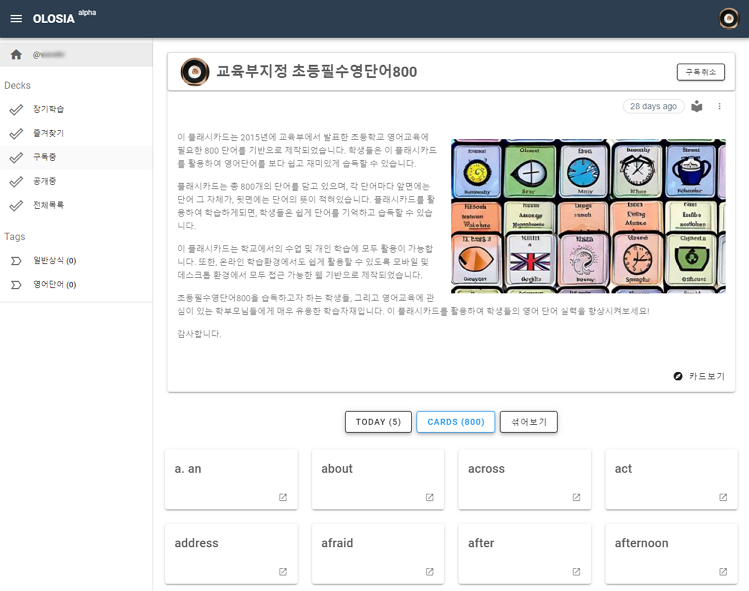 OLOSIA alpha
Decks
장기학습
즐겨찾기
구독중
공개중
전체목록
Tags
일반상식 (0)
영어단어 (0)
교육부지정 초등필수영단어800
구독취소
28 days ago
이 플래시카드는 2015년에 교육부에서 발표한 초등학교 영어교육에
필요한 800 단어를 기반으로 제작되었습니다. 학생들은 이 플래시카드
를 활용하여 영어단어를 보다 쉽고 재미있게 습득할 수 있습니다.
플래시카드는 총 800개의 단어를 담고 있으며, 각 단어마다 앞면에는
단어 그 자체가, 뒷면에는 단어의 뜻이 적혀있습니다. 플래시카드를 활
용하여 학습하게되면, 학생들은 쉽게 단어를 기억하고 습득할 수 있습
니다.
이 플래시카드는 학교에서의 수업 및 개인 학습에 모두 활용이 가능합
니다. 또한, 온라인 학습환경에서도 쉽게 활용할 수 있도록 모바일 및
데스크톱 환경에서 모두 접근 가능한 웹 기반으로 제작되었습니다.
초등필수영단어800을 습득하고자 하는 학생들, 그리고 영어교육에 관
심이 있는 학부모님들에게 매우 유용한 학습자재입니다. 이 플래시카드를 활용하여 학생들의 영어 단어 실력을 향상시켜보세요!
감사합니다.
카드보기
TODAY (5)
CARDS (800)
섞어보기
a. an
about
across
act
address
afraid
after
afternoon